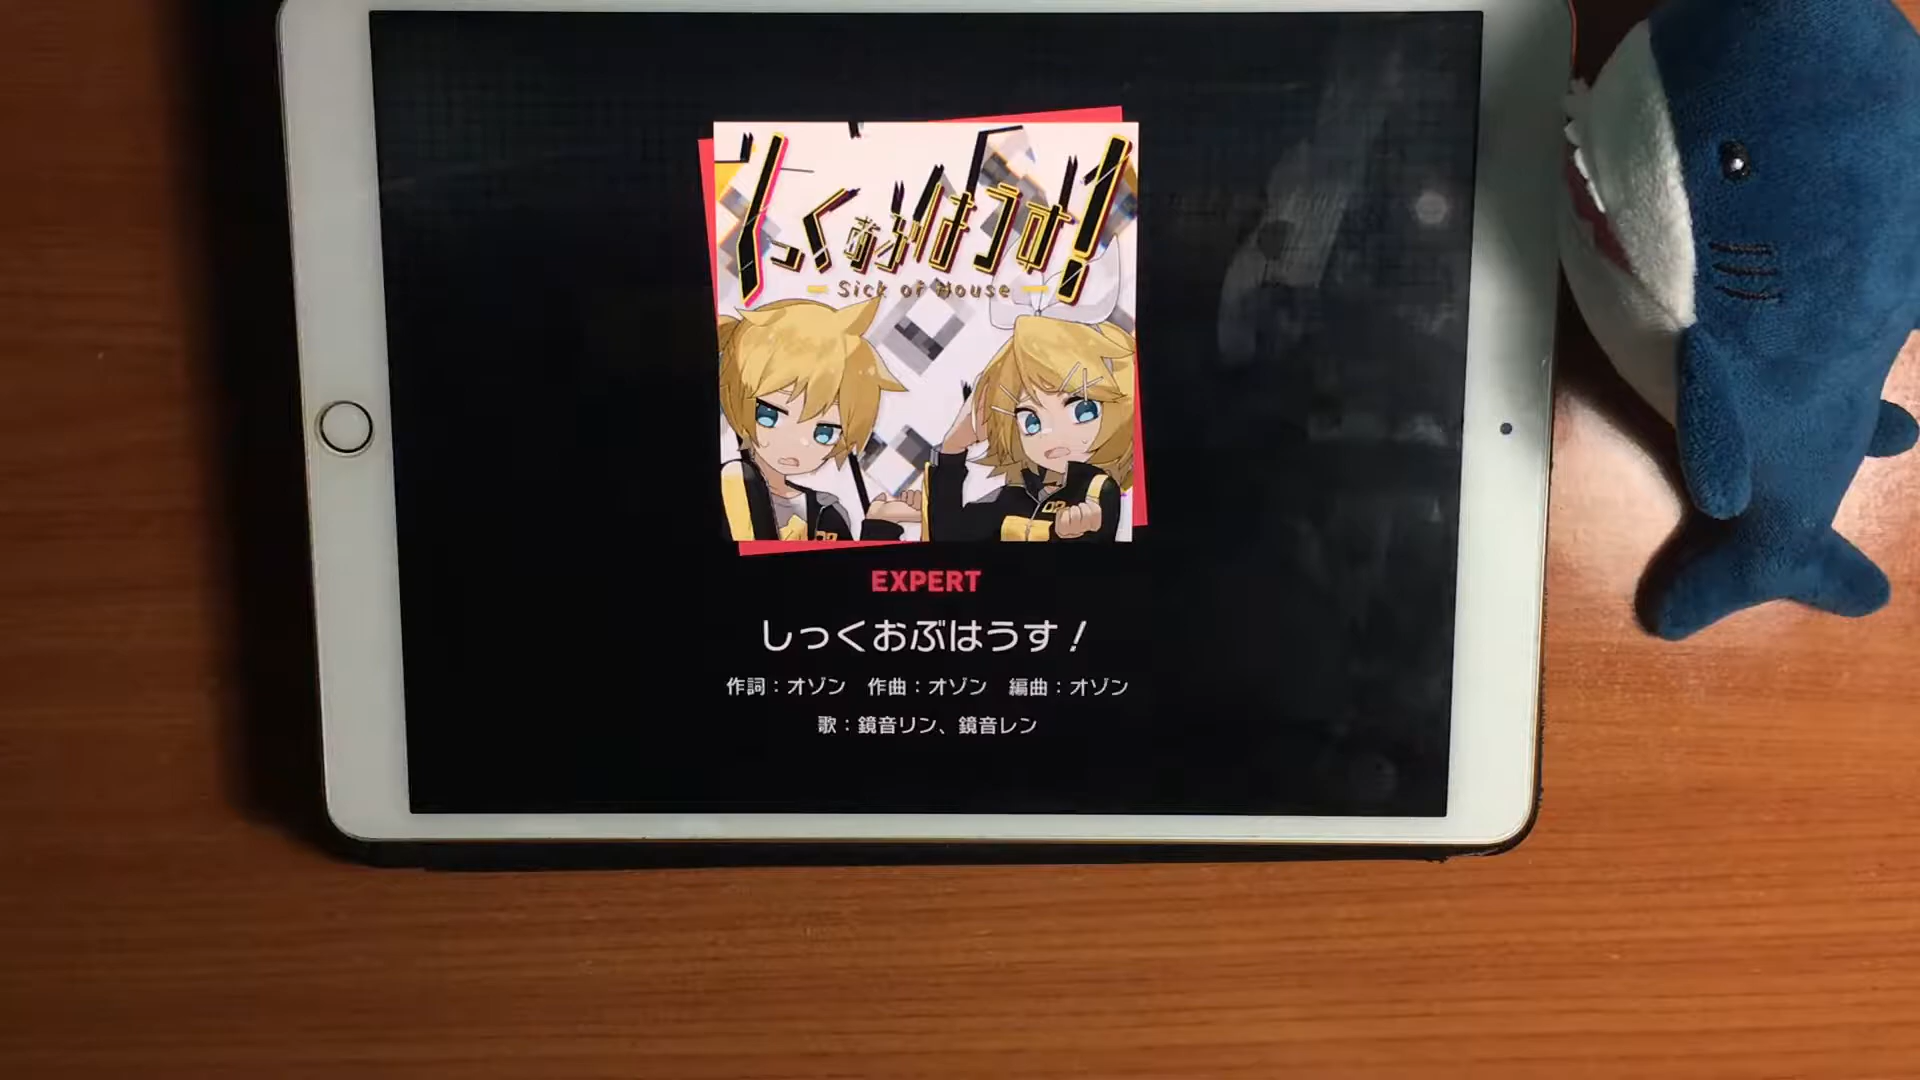 しっくおぶはうす!
Sick of House
EXPERT
しっくおぶはうす!
作詞:オゾン 作曲:オゾン 編曲:オゾン
歌:鏡音リン、鏡音レン
02
02